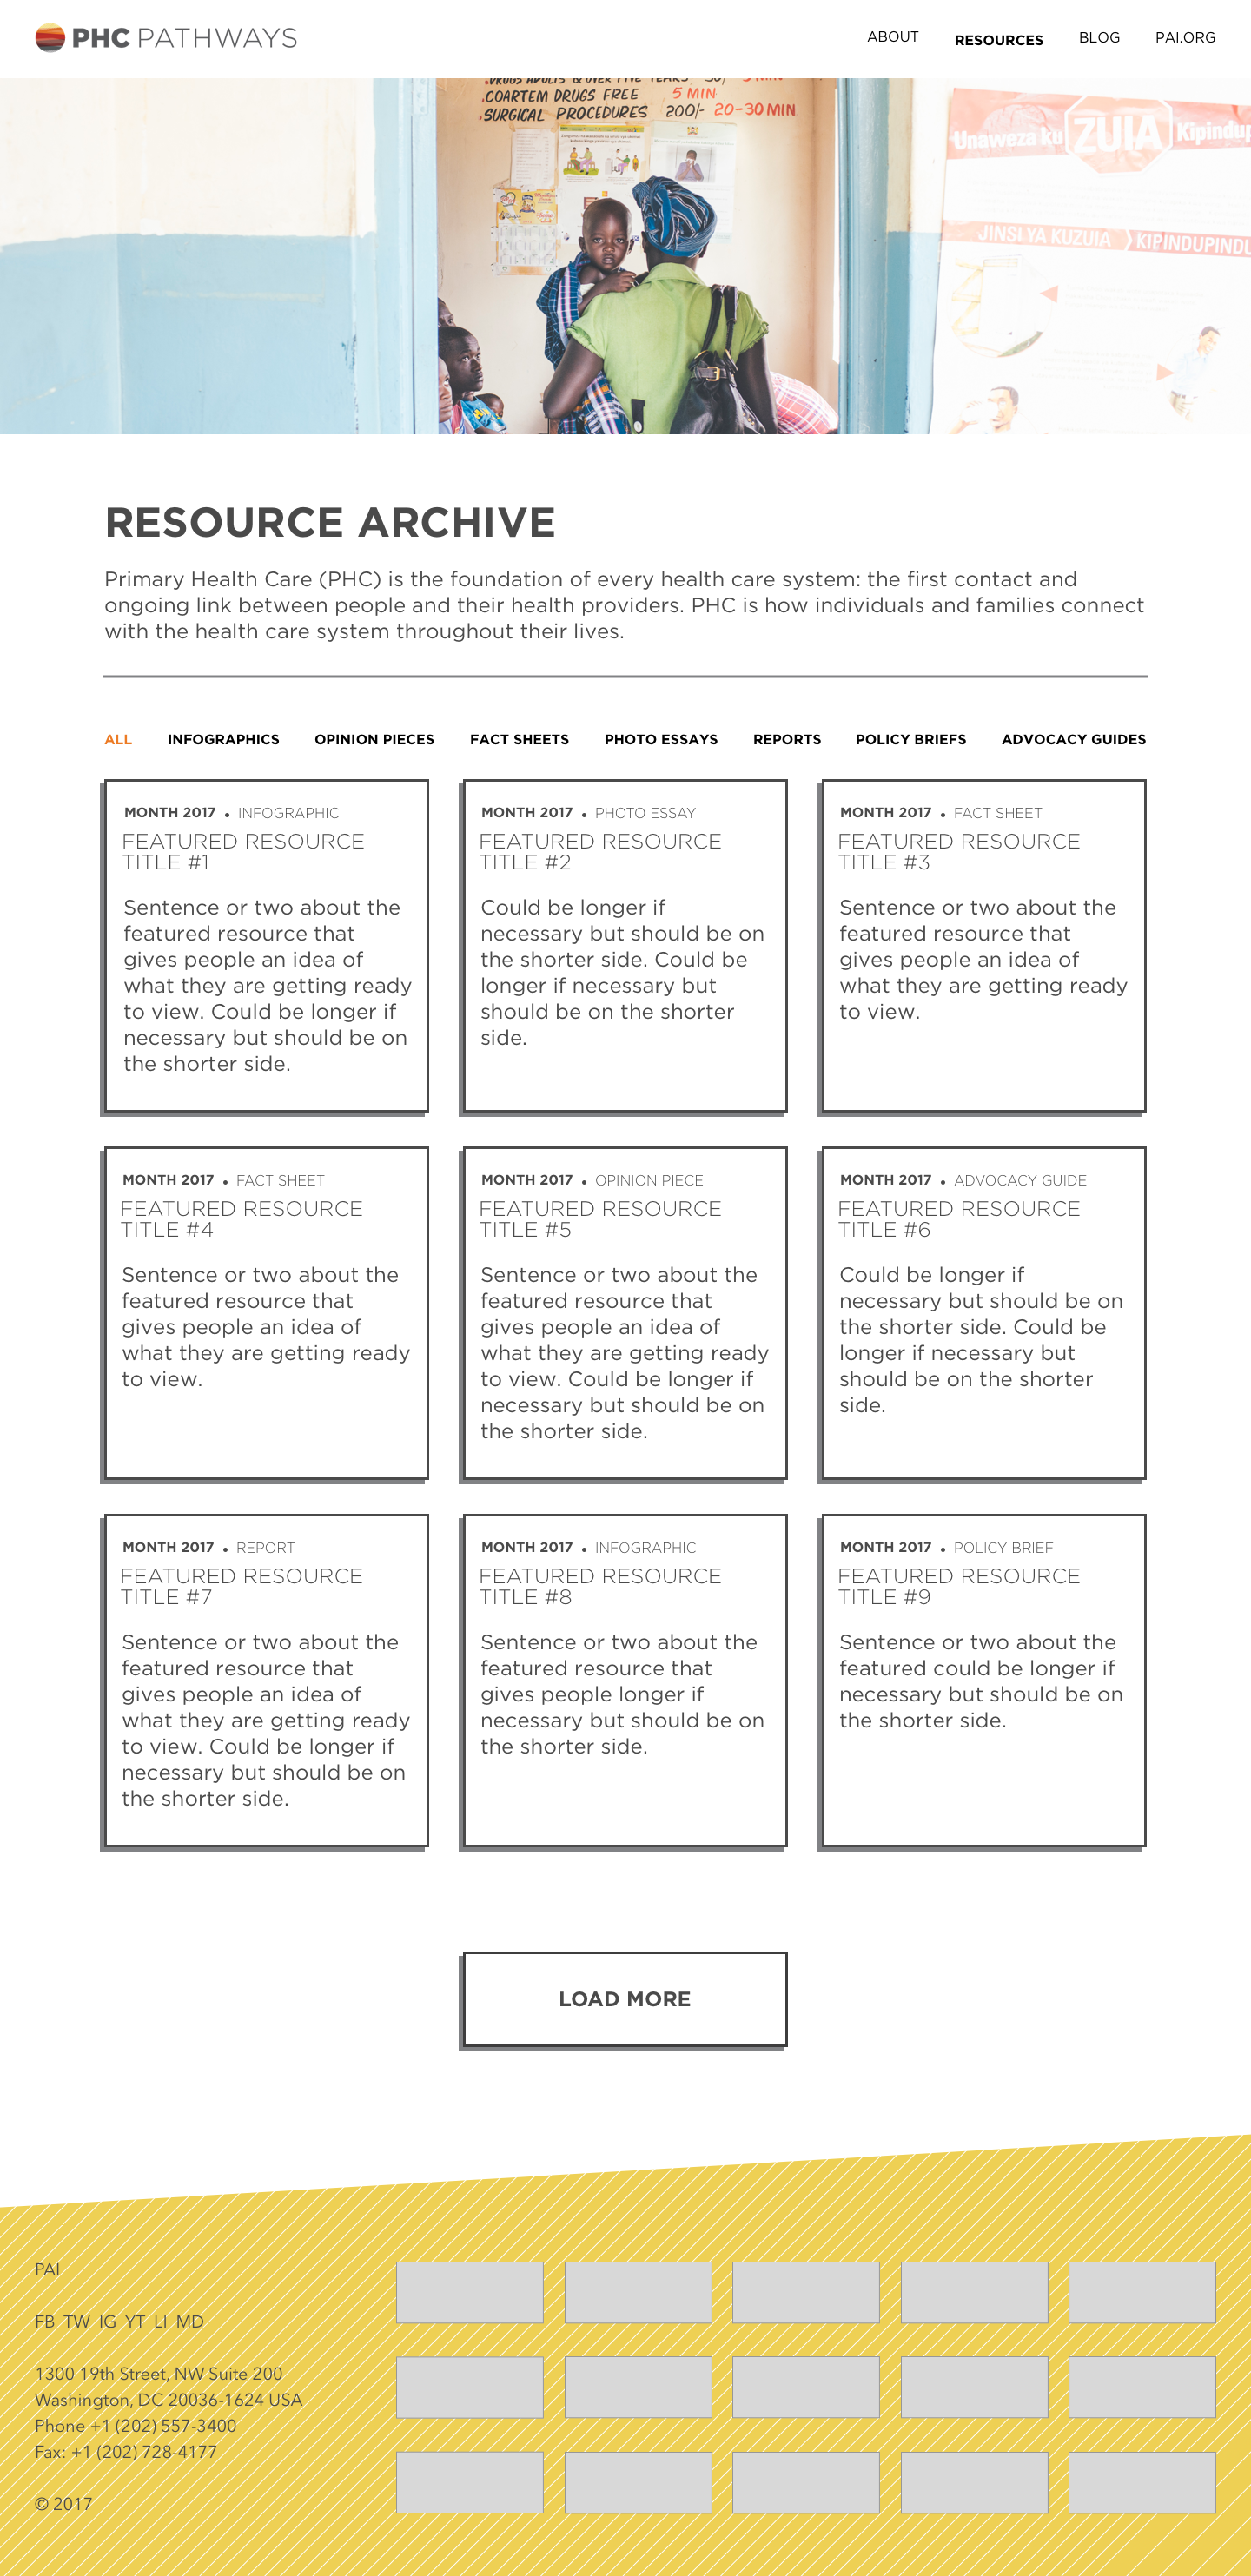 PHC PATHWAYS
ABOUT RESOURCES BLOG PAI.ORG
.COARTEM DRUGS FREE 5 MIN
.SURGICAL PROCEDURES 200/- 20-30 MIN
Unaweza ku ZUIA Kipindup
JINSI YA KUZUIA KIPINDUPINDU
RESOURCE ARCHIVE
Primary Health Care (PHC) is the foundation of every health care system: the first contact and
ongoing link between people and their health providers. PHC is how individuals and families connect
with the health care system throughout their lives.
ALL INFOGRAPHICS OPINION PIECES FACT SHEETS PHOTO ESSAYS REPORTS POLICY BRIEFS ADVOCACY GUIDES
MONTH 2017 • INFOGRAPHIC
FEATURED RESOURCE
TITLE #1
Sentence or two about the
featured resource that
gives people an idea of
what they are getting ready
to view. Could be longer if
necessary but should be on
the shorter side.
MONTH 2017 • PHOTO ESSAY
FEATURED RESOURCE
TITLE #2
Could be longer if
necessary but should be on
the shorter side. Could be
longer if necessary but
should be on the shorter
side.
MONTH 2017 • FACT SHEET
FEATURED RESOURCE
TITLE #3
Sentence or two about the
featured resource that
gives people an idea of
what they are getting ready
to view.
MONTH 2017 • FACT SHEET
FEATURED RESOURCE
TITLE #4
Sentence or two about the
featured resource that
gives people an idea of
what they are getting ready
to view.
MONTH 2017 • OPINION PIECE
FEATURED RESOURCE
TITLE #5
Sentence or two about the
featured resource that
gives people an idea of
what they are getting ready
to view. Could be longer if
necessary but should be on
the shorter side.
MONTH 2017 • ADVOCACY GUIDE
FEATURED RESOURCE
TITLE #6
Could be longer if
necessary but should be on
the shorter side. Could be
longer if necessary but
should be on the shorter
side.
MONTH 2017 • REPORT
FEATURED RESOURCE
TITLE #7
Sentence or two about the
featured resource that
gives people an idea of
what they are getting ready
to view. Could be longer if
necessary but should be on
the shorter side.
MONTH 2017 • INFOGRAPHIC
FEATURED RESOURCE
TITLE #8
Sentence or two about the
featured resource that
gives people longer if
necessary but should be on
the shorter side.
MONTH 2017 • POLICY BRIEF
FEATURED RESOURCE
TITLE #9
Sentence or two about the
featured could be longer if
necessary but should be on
the shorter side.
LOAD MORE
PAI
FB TW IG YT LI MD
1300 19th Street, NW Suite 200
Washington, DC 20036-1624 USA
Phone +1 (202) 557-3400
Fax: +1 (202) 728-4177
© 2017